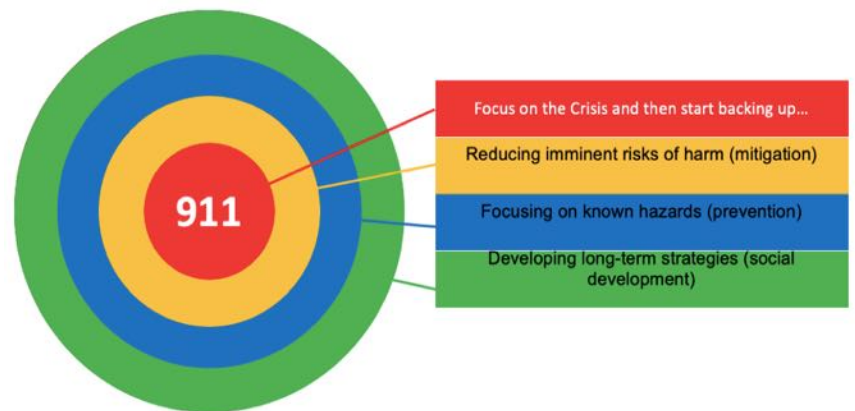 911
Focus on the Crisis and then start backing up...
Reducing imminent risks of harm (mitigation)
Focusing on known hazards (prevention)
Developing long-term strategies (social
development)